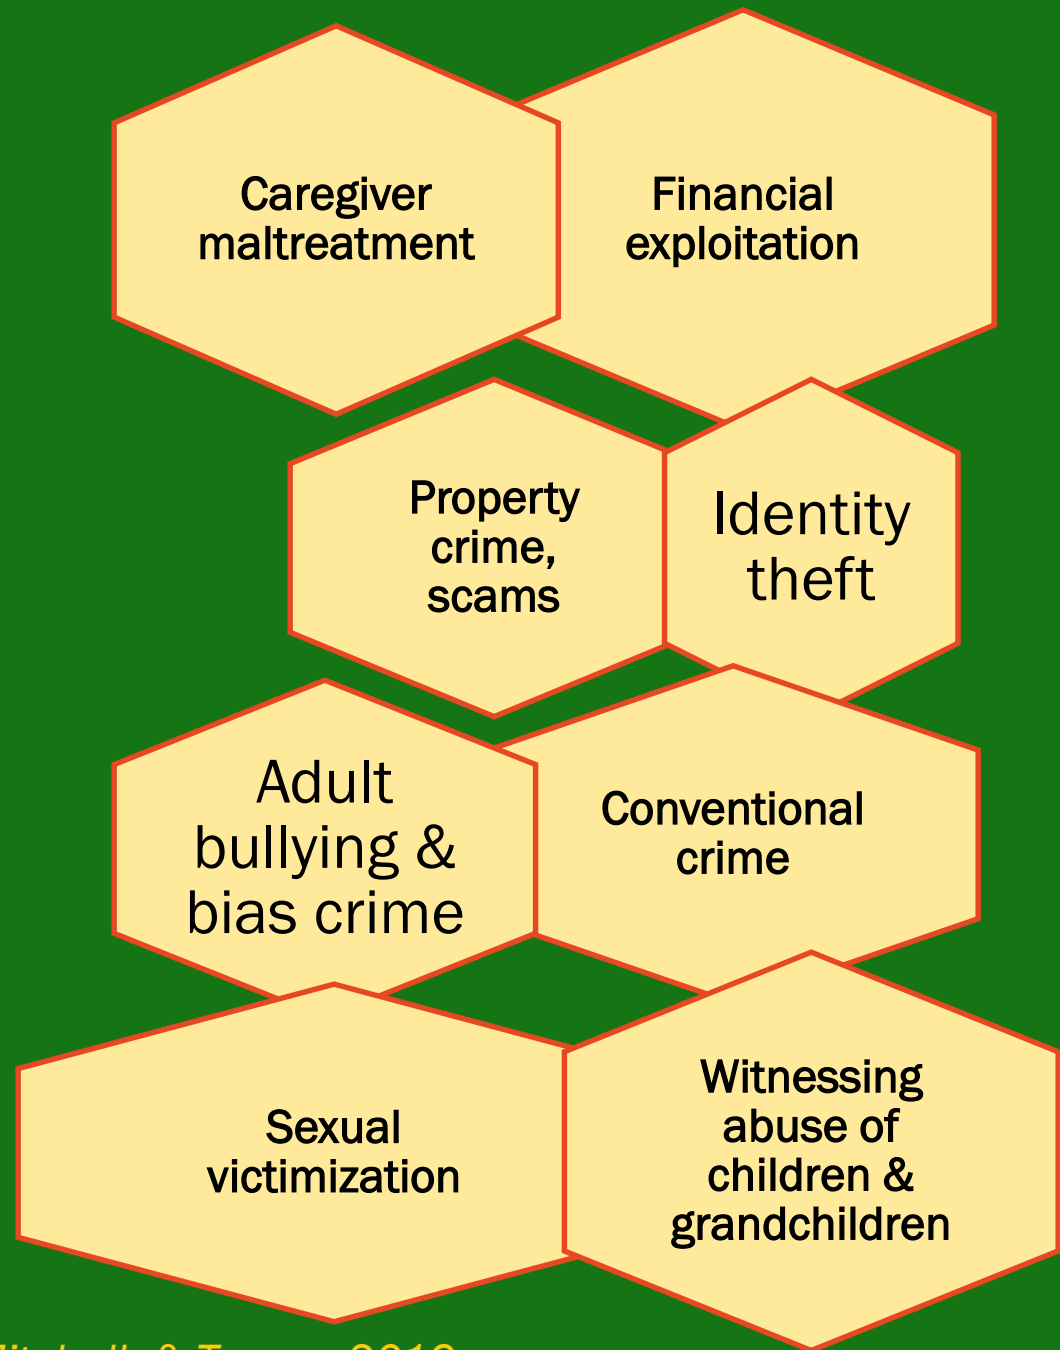 Caregiver
maltreatment
Financial
exploitation
Property
crime,
scams
Identity
theft
Adult
bullying &
bias crime
Conventional
crime
Sexual
victimization
Witnessing
abuse of
children &
grandchildren